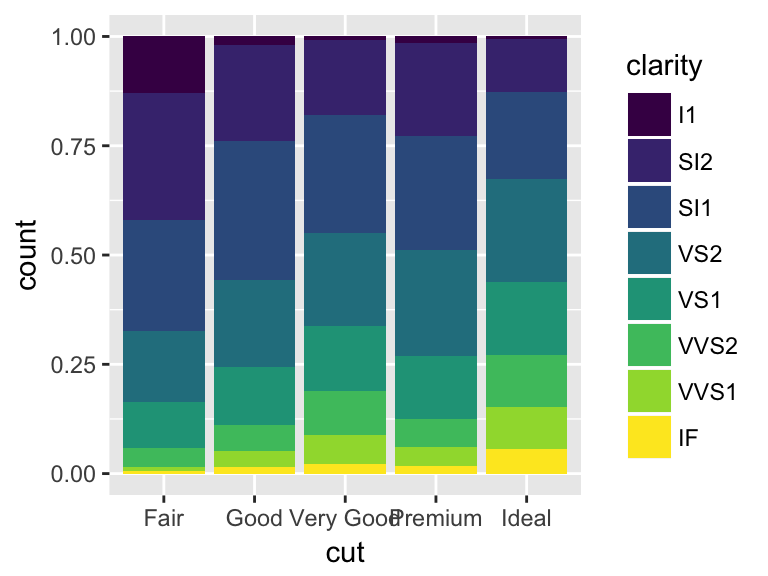 1.00
0.75
0.50
0.25
0.00
count
Fair
Good
Very Good
Premium
Ideal
cut
clarity
I1
SI2
SI1
VS2
VS1
VVS2
VVS1
IF